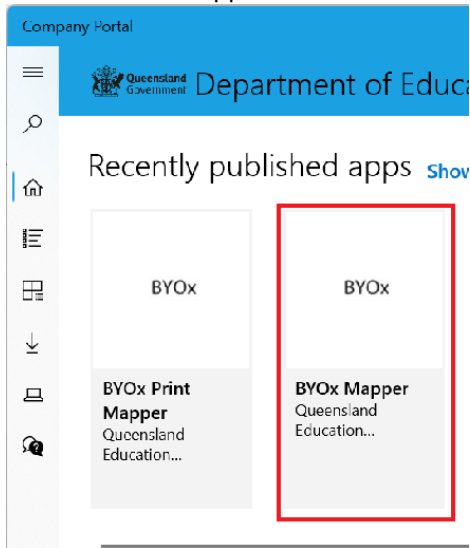 Company Portal
Queensland
Government
Department of Educa
Recently published apps Show
BYOx
BYOx
BYOx Print
Mapper
Queensland
Education...
BYOx Mapper
Queensland
Education...